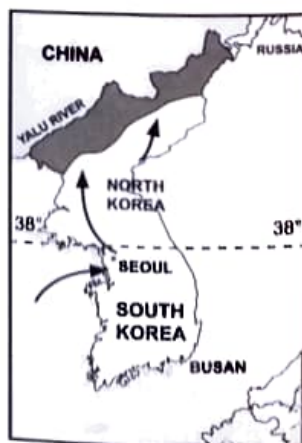 CHINA
RUSSIA
YALU RIVER
NORTH
KOREA
38°
38°
SEOUL
SOUTH
KOREA
BUSAN